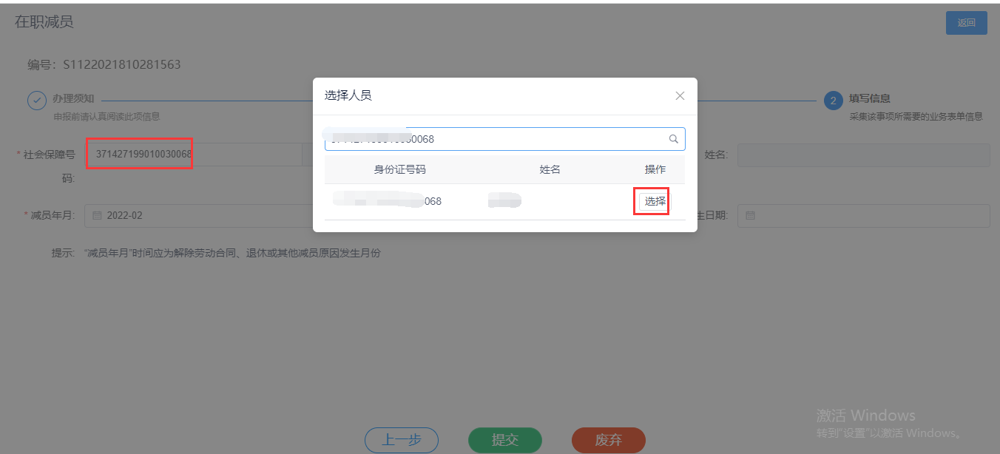 在职减员
返回
编号：S1122021810281563
办理须知
申报前请认真阅读此项信息
2
填写信息
采集该事项所需要的业务表单信息
选择人员
0068
身份证号码 姓名 操作
068 选择
* 社会保障号码: 371427199010030068
姓名:
* 减员年月: 2022-02
生日期:
提示: “减员年月”时间应为解除劳动合同、退休或其他减员原因发生月份
激活 Windows
转到“设置”以激活 Windows。
上一步 提交 废弃